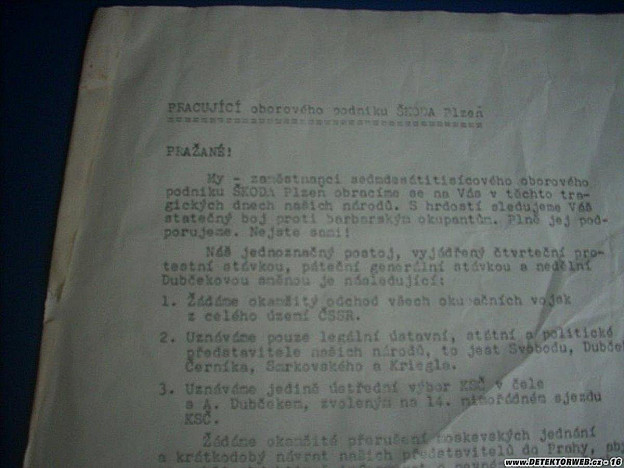 PRACUJÍCÍ oborového podniku ŠKODA Plzeň
PRAŽANÉ!
My - zaměstnanci sedmdesátitisícového oborového
podniku ŠKODA Plzeň obracíme se na Vás v těchto tra-
gických dnech našich národů. S hrdostí sledujeme Váš
statečný boj proti barbarským okupantům. Plně jej pod-
porujeme. Nejste sami!
Náš jednoznačný postoj, vyjádřený čtvrteční pro-
testní stávkou, páteční generální stávkou a nedělní
Dubčekovou směnou je následující:
1. Žádáme okamžitý odchod všech okupačních vojsk
z celého území ČSSR.
2. Uznáváme pouze legální ústavní, státní a politické
představitele našich národů, to jest Svobodu, Dubče
Černíka, Smrkovského a Kriegla.
3. Uznáváme jedině ústřední výbor KSČ v čele
s A. Dubčekem, zvoleným na 14. mimořádném sjezdu
KSČ.
Žádáme okamžité přerušení moskevských jednání
a krátkodobý návrat našich představitelů do Prahy, aby
www.DETEKTORWEB.cz - 10